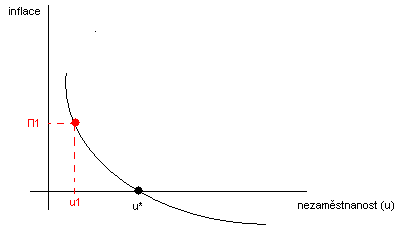 inflace
Π1
u1
u*
nezaměstnanost (u)